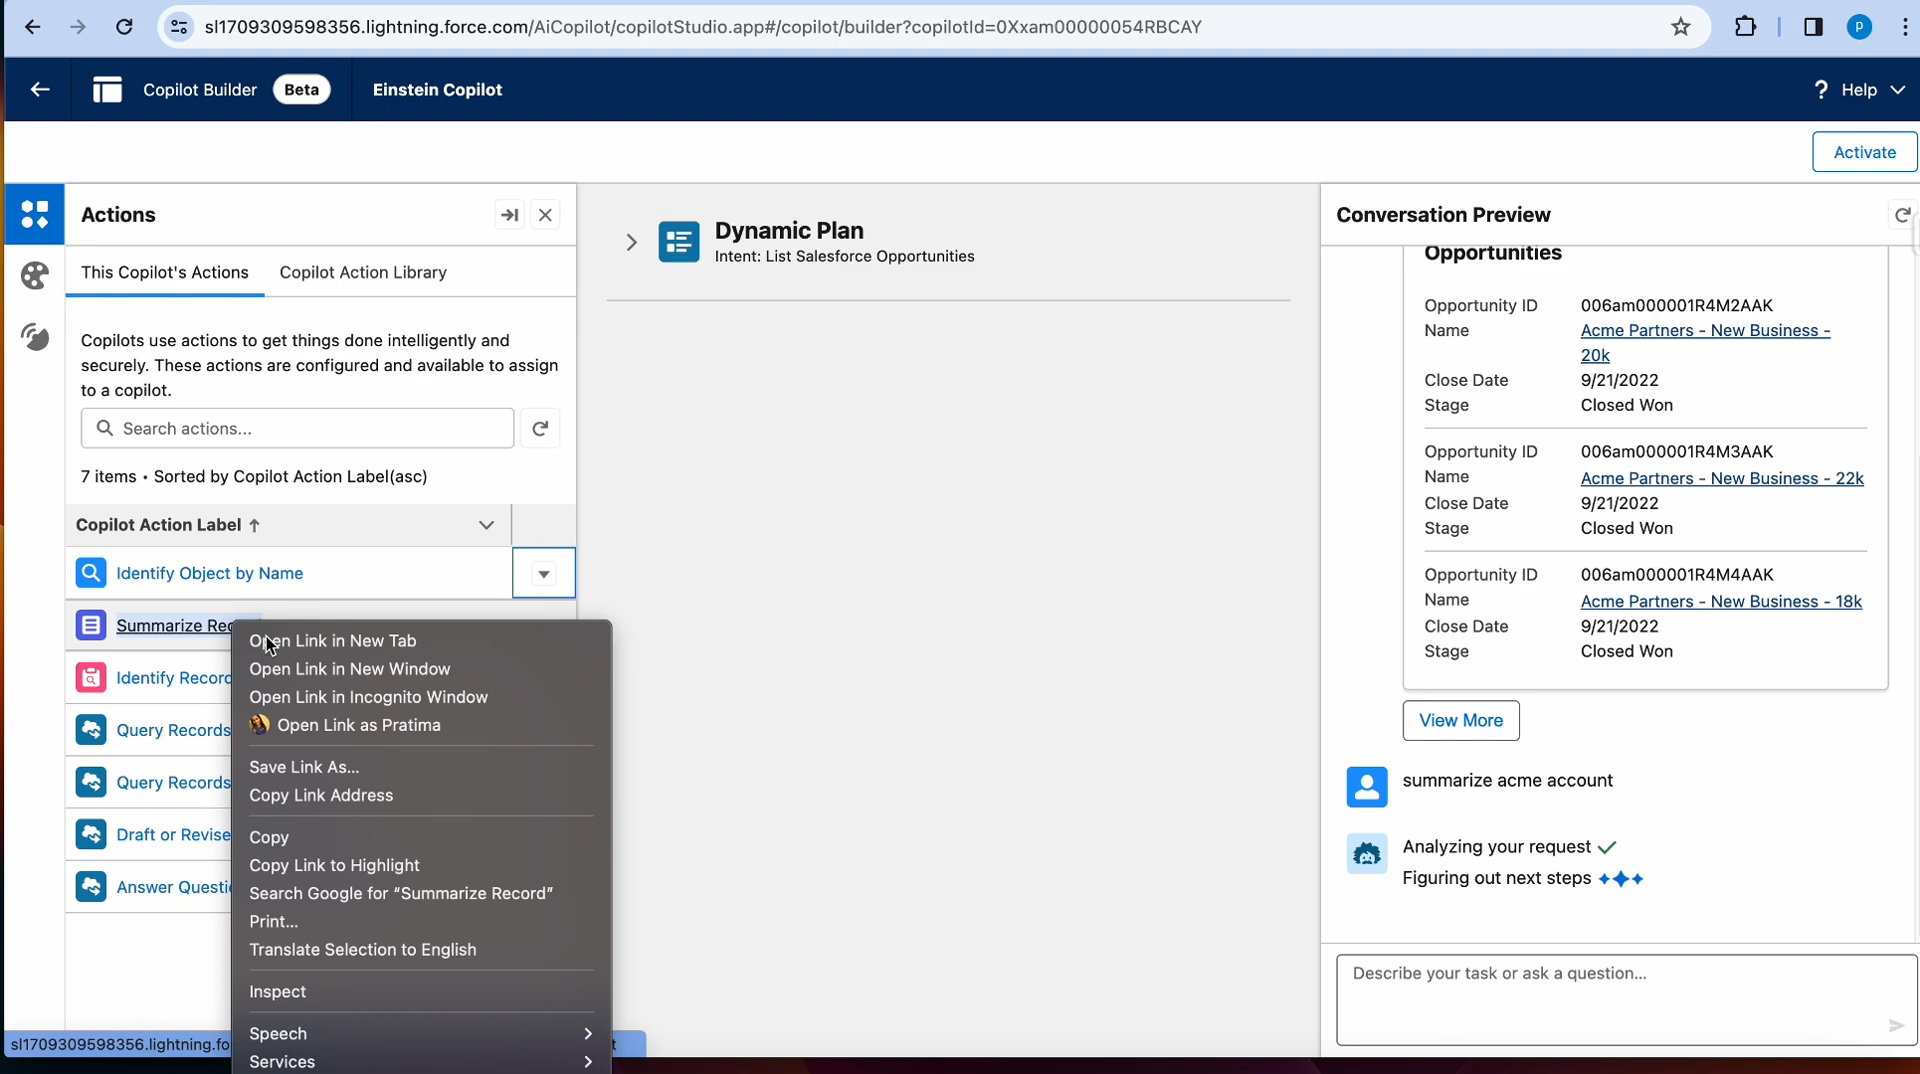 sl1709309598356.lightning.force.com/AiCopilot/copilotStudio.app#/copilot/builder?copilotId=0Xxam00000054RBCAY
P
Copilot Builder
Beta
Einstein Copilot
? Help
Activate
Actions
This Copilot's Actions
Copilot Action Library
Copilots use actions to get things done intelligently and
securely. These actions are configured and available to assign
to a copilot.
Search actions...
7 items • Sorted by Copilot Action Label(asc)
Copilot Action Label ↑
Identify Object by Name
Summarize Rec
Identify Record
Query Records
Query Records
Draft or Revise
Answer Questi
sl1709309598356.lightning.fo
Open Link in New Tab
Open Link in New Window
Open Link in Incognito Window
Open Link as Pratima
Save Link As...
Copy Link Address
Copy
Copy Link to Highlight
Search Google for “Summarize Record”
Print...
Translate Selection to English
Inspect
Speech
Services
Dynamic Plan
Intent: List Salesforce Opportunities
Conversation Preview
Opportunities
Opportunity ID 006am000001R4M2AAK
Name Acme Partners - New Business -
20k
Close Date 9/21/2022
Stage Closed Won
Opportunity ID 006am000001R4M3AAK
Name Acme Partners - New Business - 22k
Close Date 9/21/2022
Stage Closed Won
Opportunity ID 006am000001R4M4AAK
Name Acme Partners - New Business - 18k
Close Date 9/21/2022
Stage Closed Won
View More
summarize acme account
Analyzing your request
Figuring out next steps
Describe your task or ask a question...